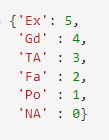 {'Ex': 5,
'Gd' : 4,
'TA' : 3,
'Fa' : 2,
'Po' : 1,
'NA' : 0}